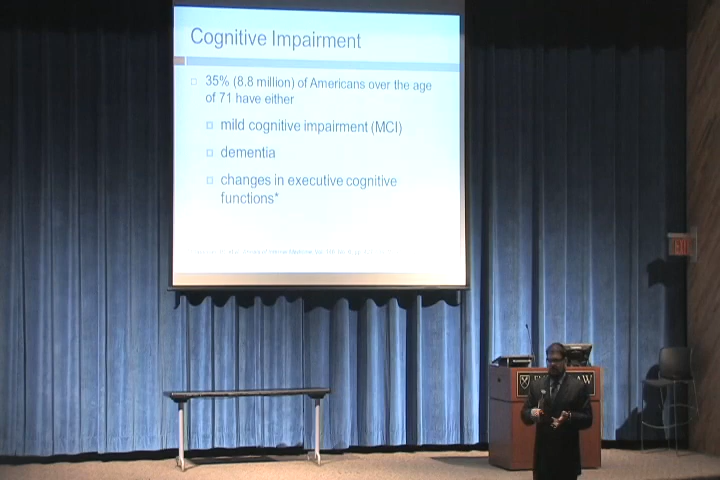 Cognitive Impairment
35% (8.8 million) of Americans over the age
of 71 have either
mild cognitive impairment (MCI)
dementia
changes in executive cognitive
functions*
EXIT
LAW